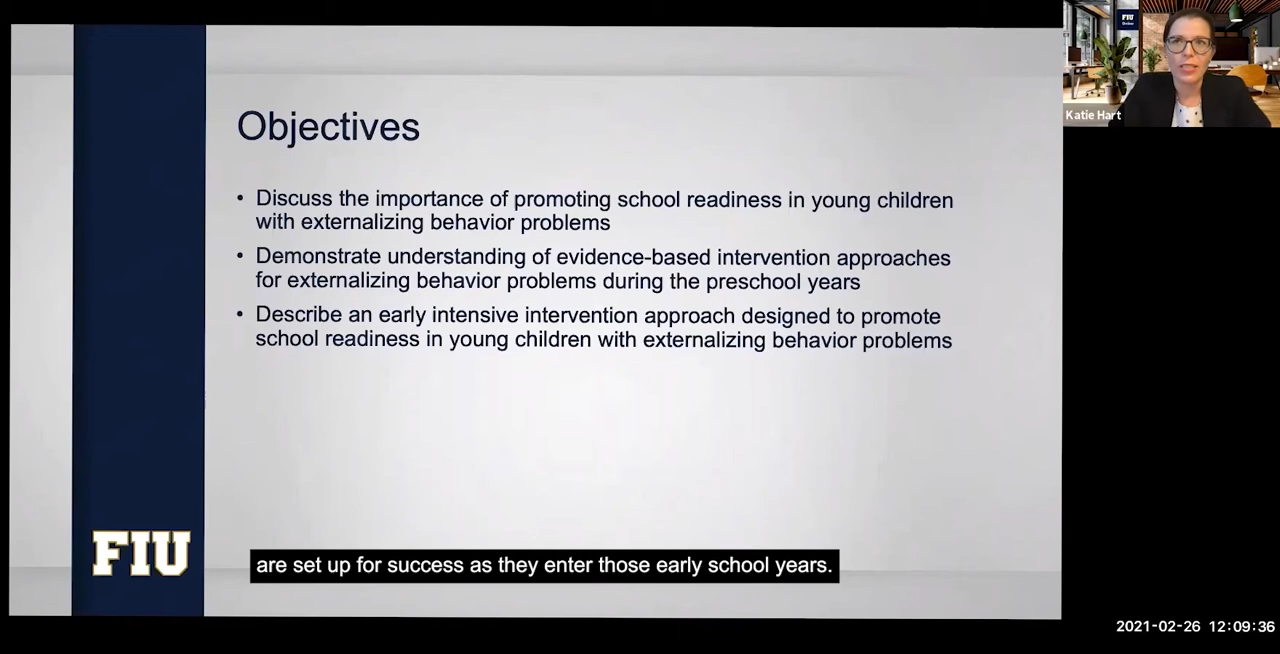 Objectives
• Discuss the importance of promoting school readiness in young children
with externalizing behavior problems
• Demonstrate understanding of evidence-based intervention approaches
for externalizing behavior problems during the preschool years
• Describe an early intensive intervention approach designed to promote
school readiness in young children with externalizing behavior problems
FIU
are set up for success as they enter those early school years.
FIU
Katie Hart
2021-02-26 12:09:36